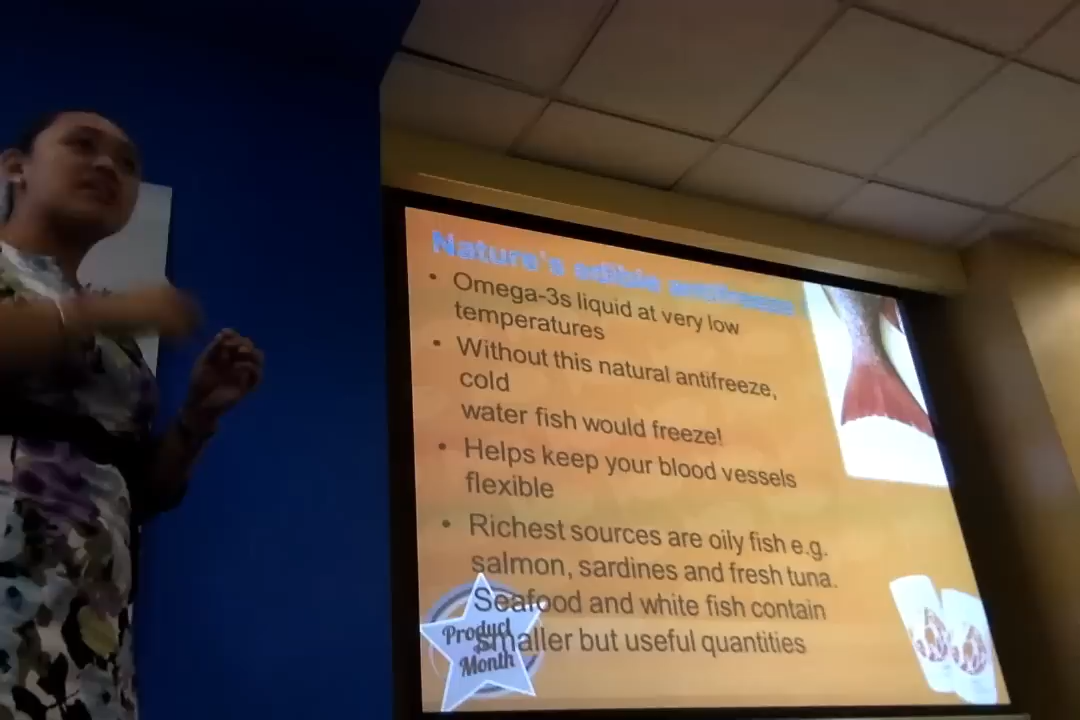 Nature's edible antifreeze
• Omega-3s liquid at very low
temperatures
• Without this natural antifreeze,
cold
water fish would freeze!
• Helps keep your blood vessels
flexible
• Richest sources are oily fish e.g.
salmon, sardines and fresh tuna.
Seafood and white fish contain
smaller but useful quantities
Product
Month